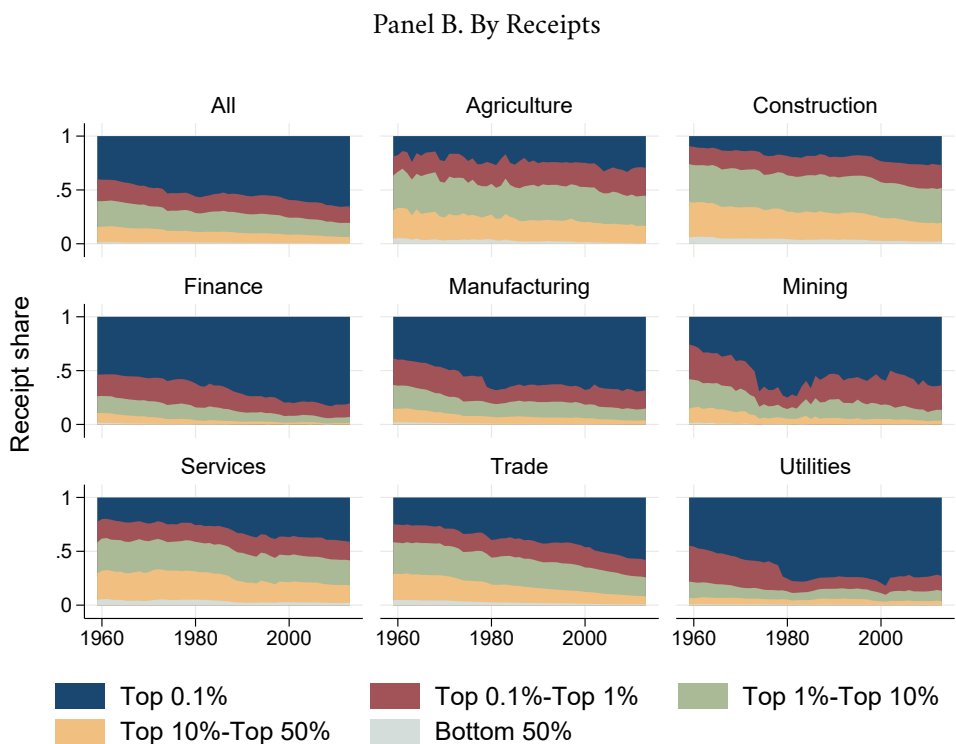 Panel B. By Receipts
All
Agriculture
Construction
1
.5
0
Finance
Manufacturing
Mining
1
.5
0
Receipt share
Services
Trade
Utilities
1
.5
0
1960 1980 2000
1960 1980 2000
1960 1980 2000
Top 0.1%
Top 0.1%-Top 1%
Top 1%-Top 10%
Top 10%-Top 50%
Bottom 50%